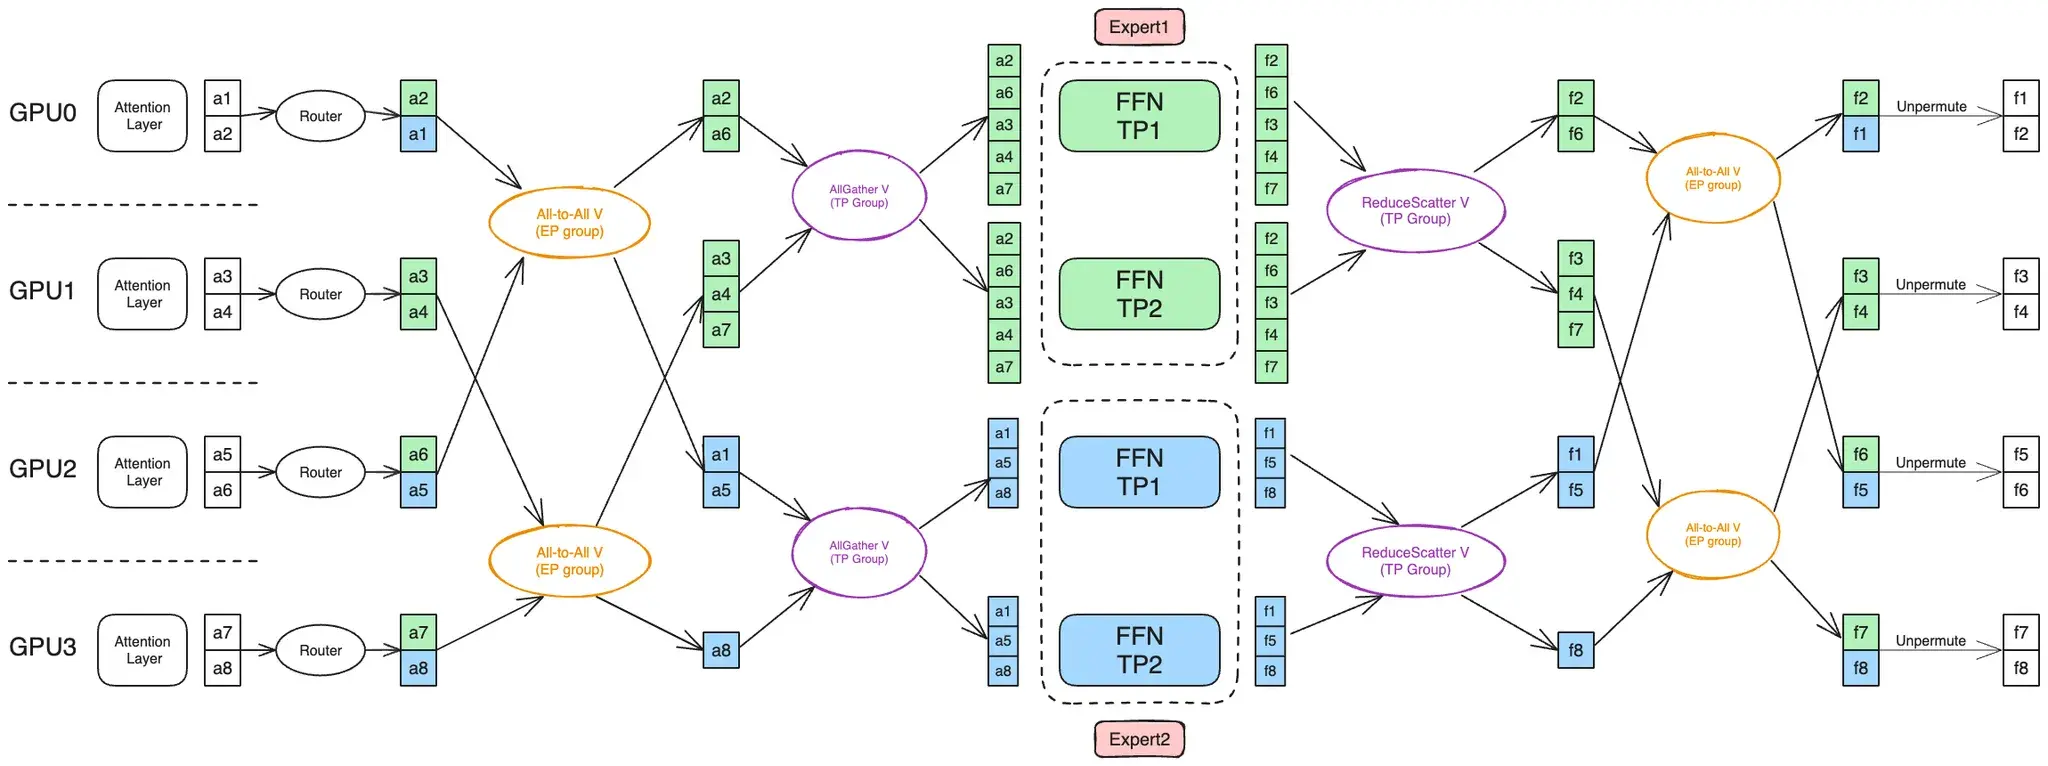 Expert1
GPU0
Attention
Layer
a1
a2
Router
a2
a1
All-to-All V
(EP group)
a2
a6
AllGather V
(TP Group)
a2
a6
a3
a4
a7
FFN
TP1
f2
f6
f3
f4
f7
ReduceScatter V
(TP Group)
f2
f6
All-to-All V
(EP group)
f2
f1
Unpermute
f1
f2
GPU1
Attention
Layer
a3
a4
Router
a3
a4
a3
a4
a7
a2
a6
a3
a4
a7
FFN
TP2
f2
f6
f3
f4
f7
f3
f4
f7
f3
f4
Unpermute
f3
f4
GPU2
Attention
Layer
a5
a6
Router
a6
a5
All-to-All V
(EP group)
a1
a5
AllGather V
(TP Group)
a1
a5
a8
FFN
TP1
f1
f5
f8
ReduceScatter V
(TP Group)
f1
f5
All-to-All V
(EP group)
f6
f5
Unpermute
f5
f6
GPU3
Attention
Layer
a7
a8
Router
a7
a8
a8
a1
a5
a8
FFN
TP2
f1
f5
f8
f8
f7
f8
Unpermute
f7
f8
Expert2